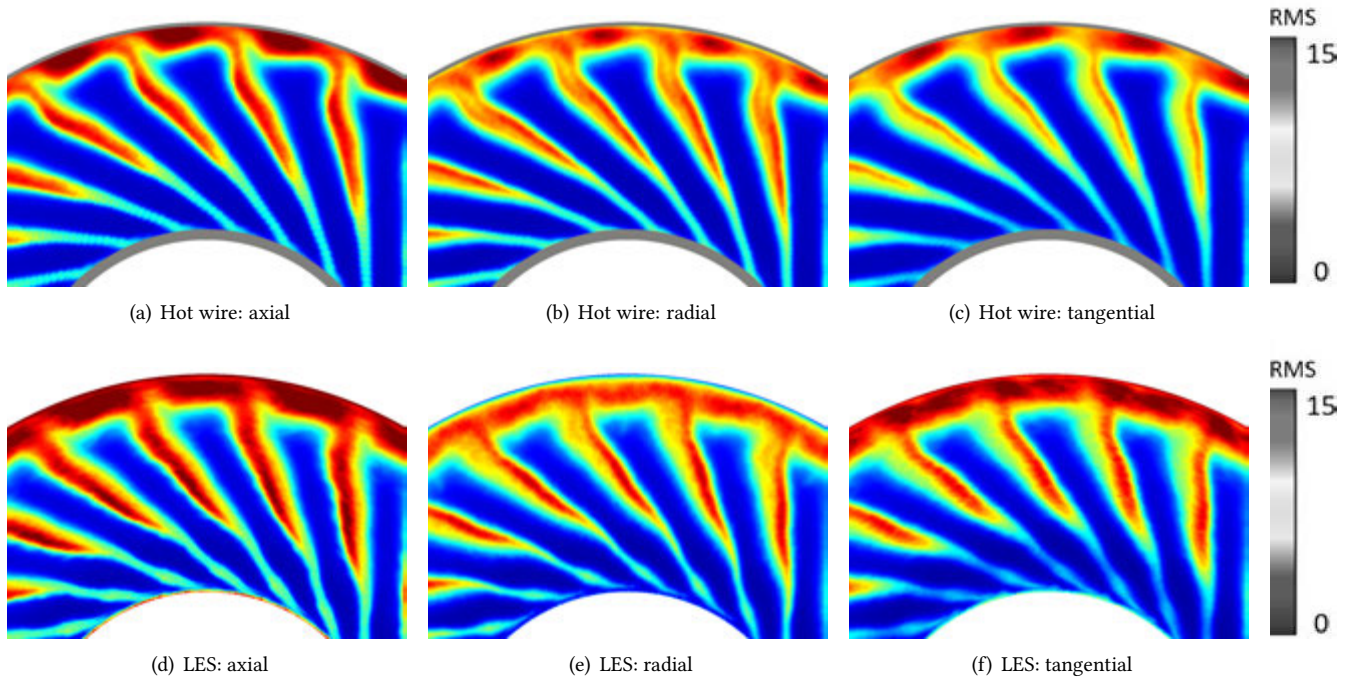 RMS
15
0
(a) Hot wire: axial
(b) Hot wire: radial
(c) Hot wire: tangential
RMS
15
0
(d) LES: axial
(e) LES: radial
(f) LES: tangential